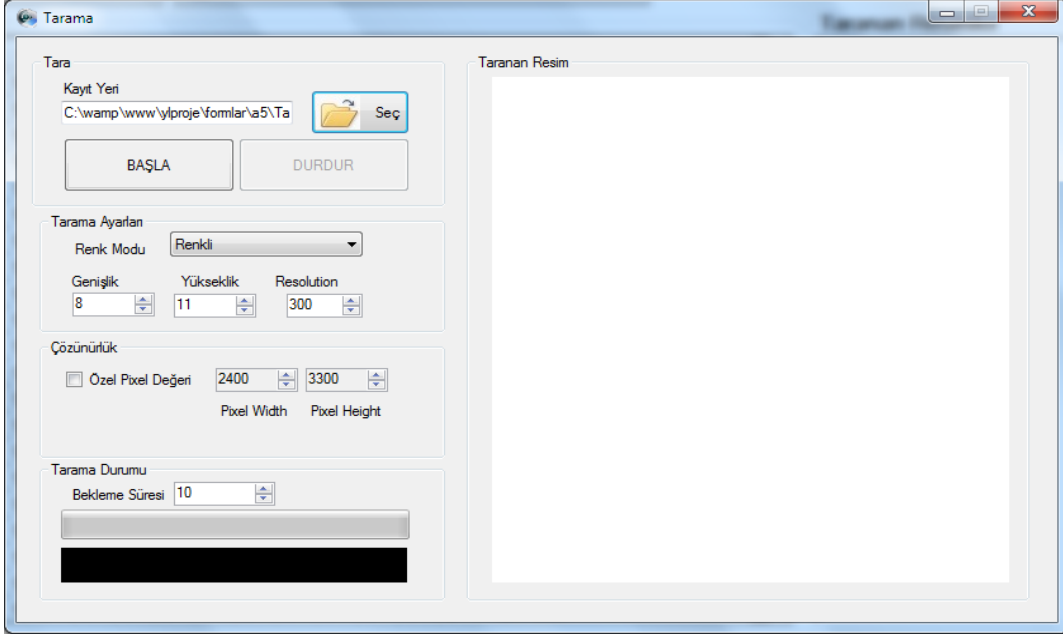 Tarama
Tara
Kayıt Yeri
C:\wamp\www\ylproje\formlar\a5\Ta
Seç
BAŞLA
DURDUR
Tarama Ayarları
Renk Modu
Renkli
Genişlik
Yükseklik
Resolution
8
11
300
Çözünürlük
Özel Pixel Değeri
2400
3300
Pixel Width
Pixel Height
Tarama Durumu
Bekleme Süresi
10
Taranan Resim